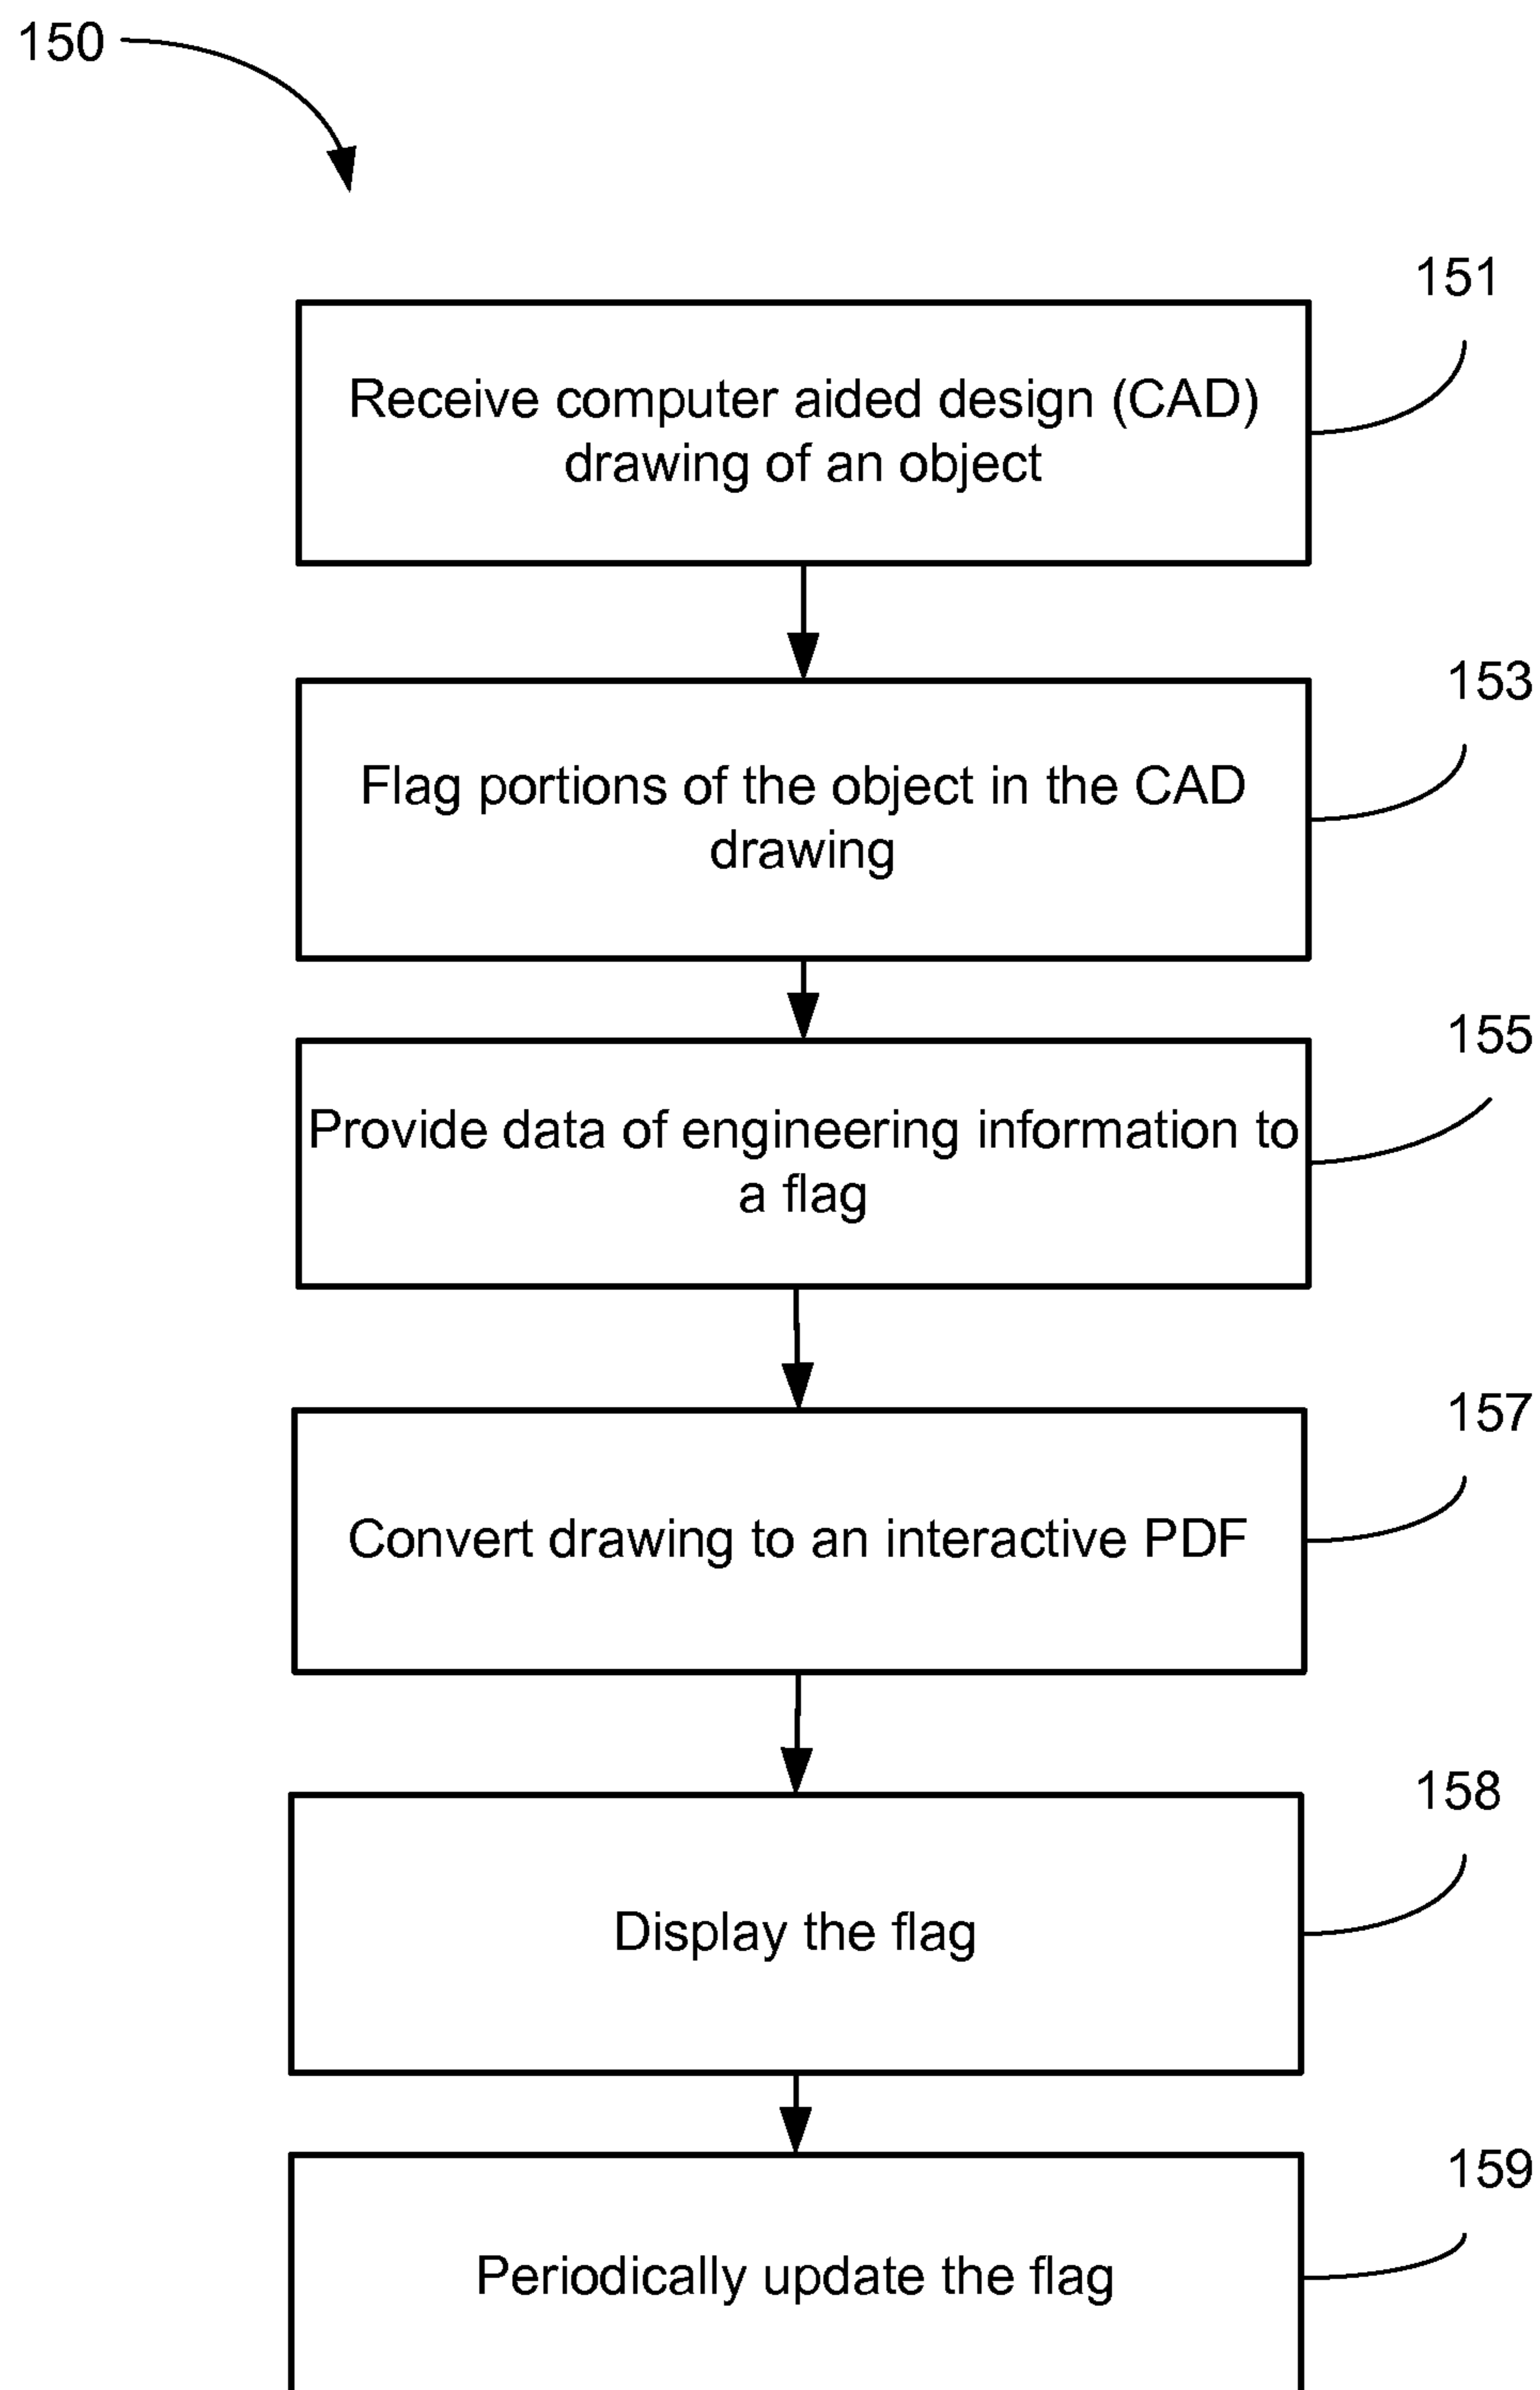 150
151
Receive computer aided design (CAD)
drawing of an object
153
Flag portions of the object in the CAD
drawing
155
Provide data of engineering information to
a flag
157
Convert drawing to an interactive PDF
158
Display the flag
159
Periodically update the flag